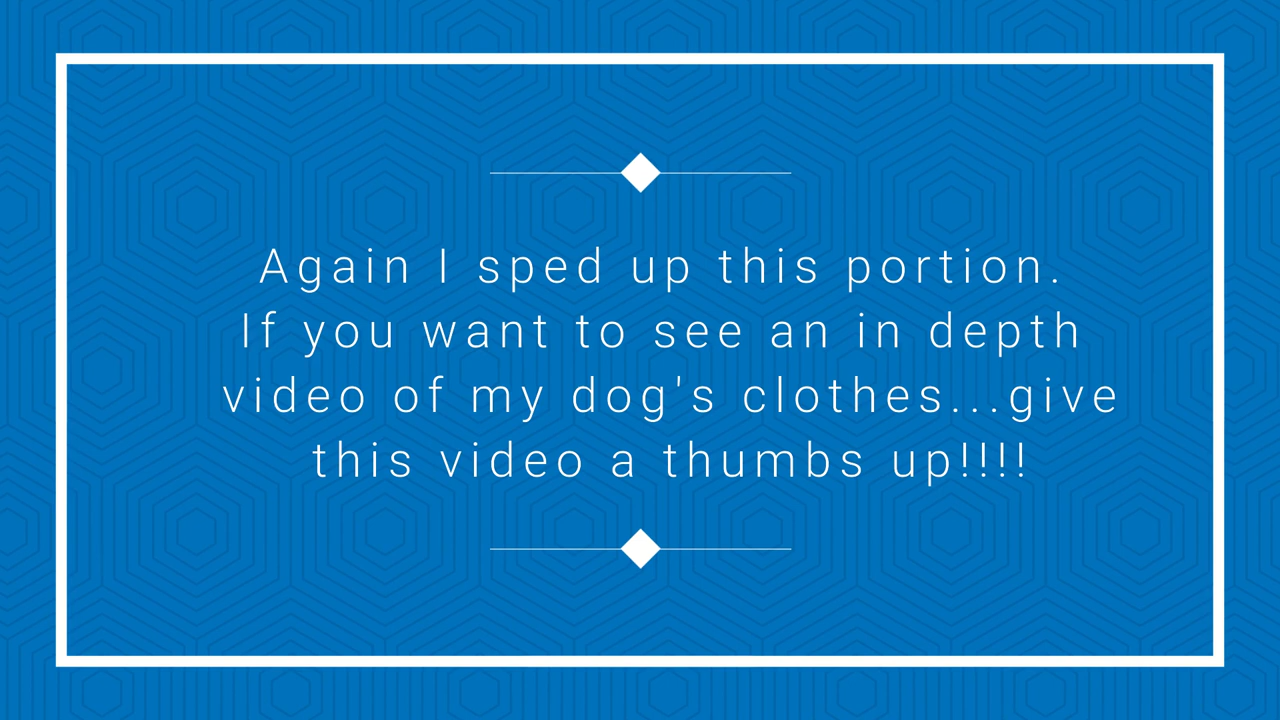 Again I sped up this portion.
If you want to see an in depth
video of my dog's clothes...give
this video a thumbs up!!!!